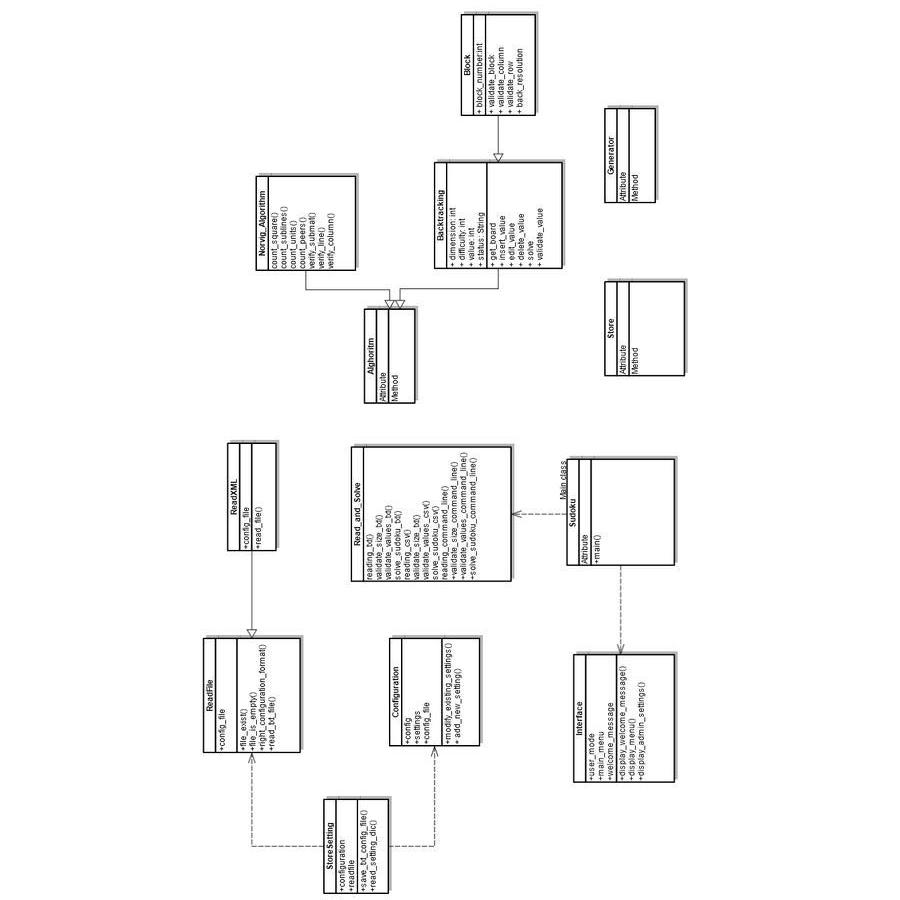 ReadFile
+config_file
+file_exist()
+file_is_empty()
+right_configuration_format()
+read_txt_file()
ReadXML
+config_file
+read_file()
Norvig_Algorithm
count_square()
count_sublines()
count_units()
count_peers()
verify_submat()
verify_line()
verify_column()
StoreSetting
+configuration
+readfile
+save_txt_config_file()
+read_setting_dic()
Configuration
+config
+settings
+config_file
+modify_existing_settings()
+ add_new_setting()
Read_and_Solve
reading_txt()
validate_size_txt()
validate_values_txt()
solve_sudoku_txt()
reading_csv()
validate_size_txt()
validate_values_csv()
solve_sudoku_csv()
reading_command_line()
+validate_size_command_line()
+validate_values_command_line()
+solve_sudoku_command_line()
Alghoritm
Attribute
Method
Backtracking
+ dimension: int
+ difficulty: int
+ value: int
+ status: String
+ get_board
+ insert_value
+ edit_value
+ delete_value
+ solve
+ validate_value
Block
+ block_number:int
+ validate_block
+ validate_column
+ validate_row
+ back_resolution
Interface
+user_mode
+main_menu
+welcome_message
+display_welcome_message()
+display_menu()
+display_admin_settings()
Main class
Sudoku
Attribute
+main()
Store
Attribute
Method
Generator
Attribute
Method